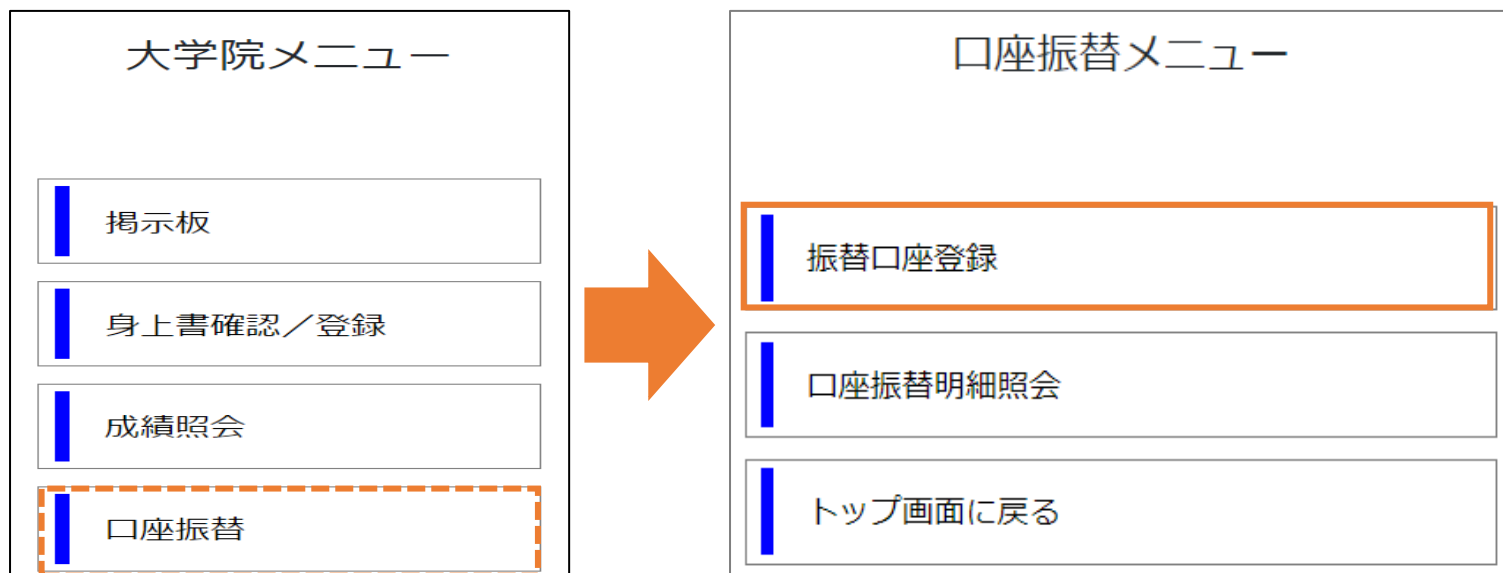 大学院メニュー
掲示板
身上書確認／登録
成績照会
口座振替
口座振替メニュー
振替口座登録
口座振替明細照会
トップ画面に戻る